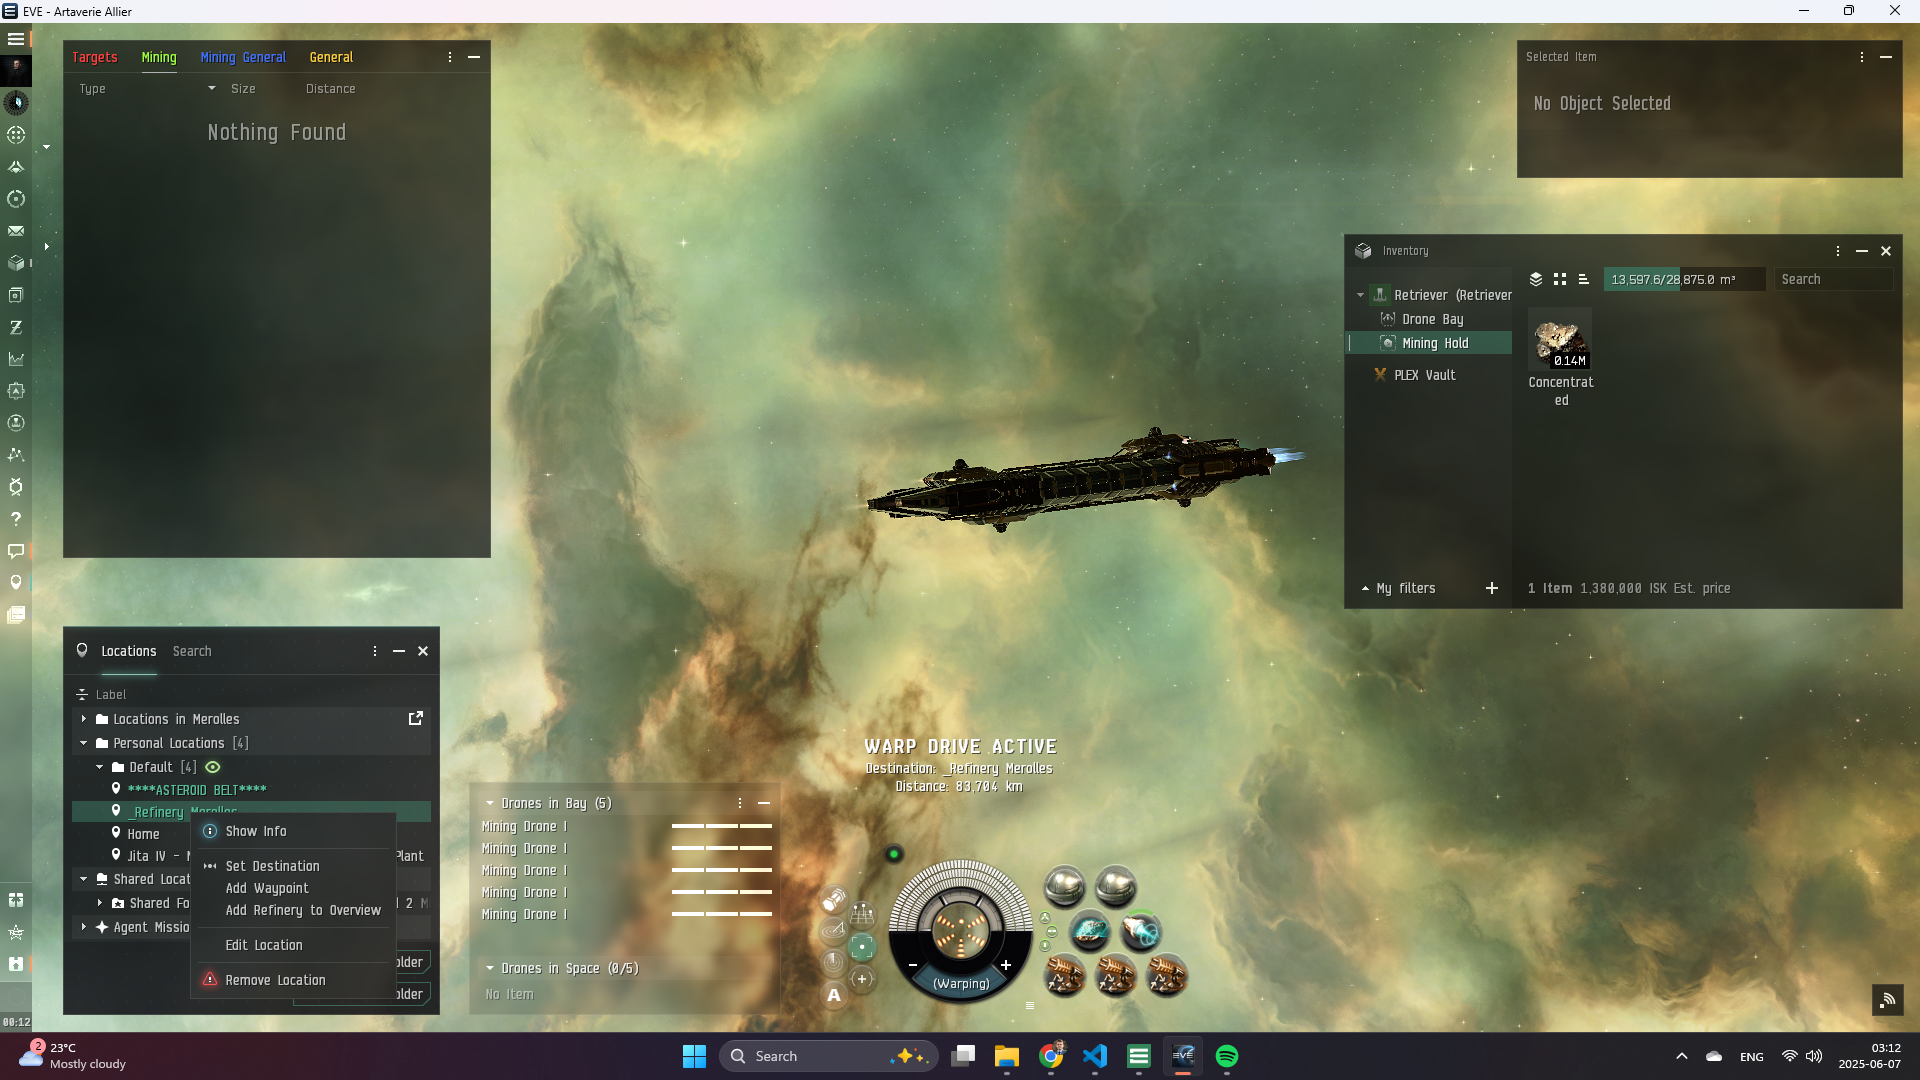 EVE - Artaverie Allier
Targets Mining Mining General General
Type Size Distance
Nothing Found
Selected Item
No Object Selected
Inventory
13,597.6/28,875.0 m³ Search
Retriever (Retriever
Drone Bay
Mining Hold
PLEX Vault
0.14M
Concentrat
ed
My filters
1 Item 1,380,000 ISK Est. price
Locations Search
Label
Locations in Merolles
Personal Locations [4]
Default [4]
****ASTEROID BELT****
_Refinery Merolles
Home
Jita IV - Plant
Shared Locat
Shared Fo 2
Agent Missio
older
older
Show Info
Set Destination
Add Waypoint
Add Refinery to Overview
Edit Location
Remove Location
WARP DRIVE ACTIVE
Destination: _Refinery Merolles
Distance: 83,704 km
Drones in Bay (5)
Mining Drone I
Mining Drone I
Mining Drone I
Mining Drone I
Mining Drone I
Drones in Space (0/5)
No Item
A
(Warping)
00:12
2
23°C
Mostly cloudy
Search
EVE
ENG
03:12
2025-06-07